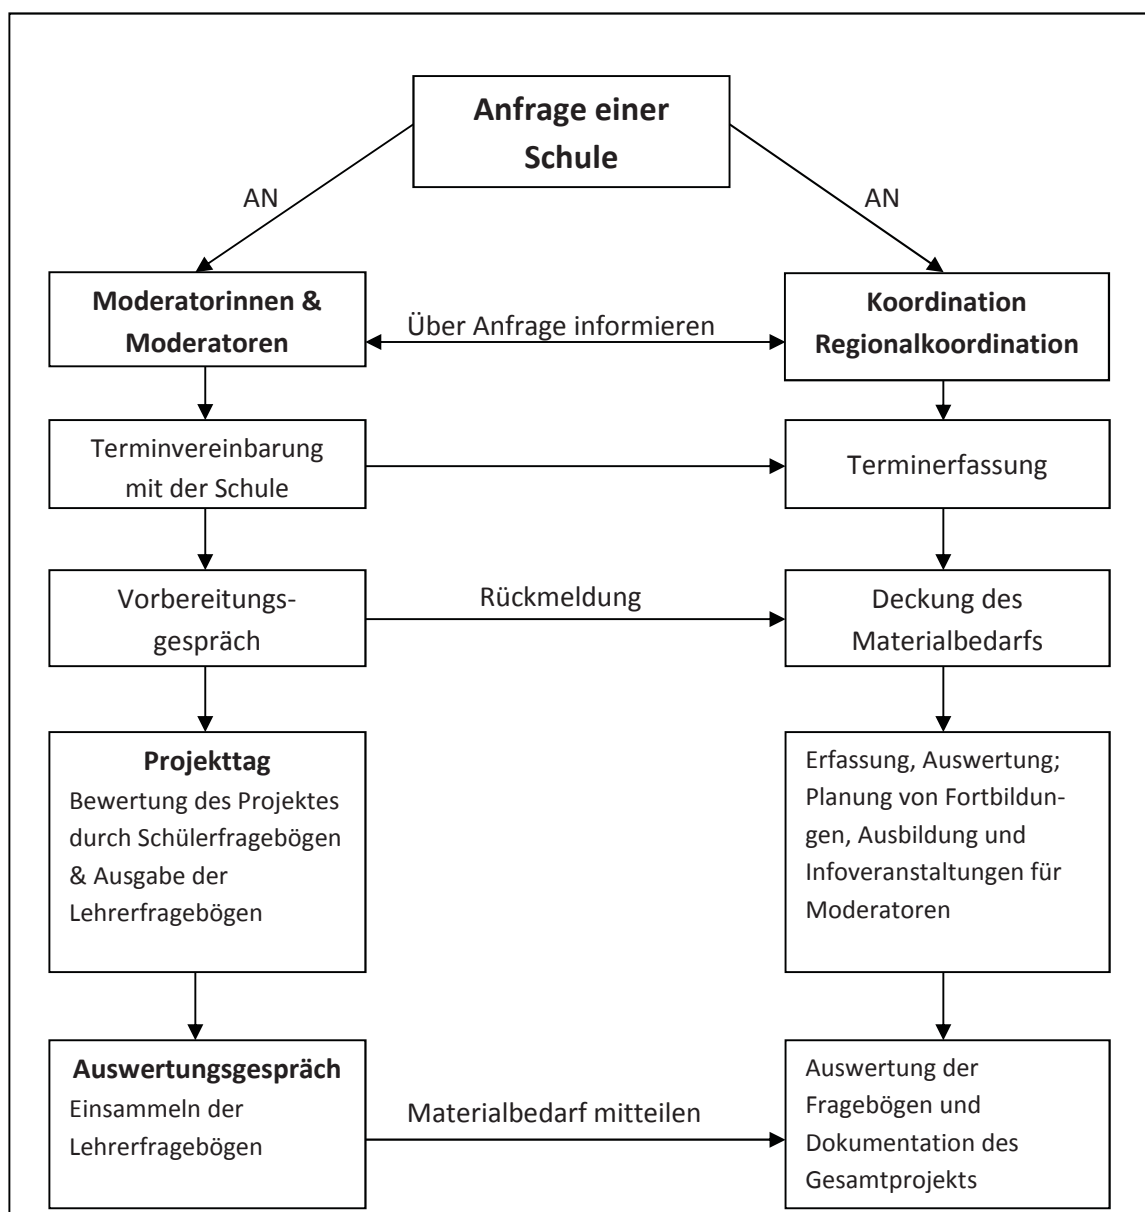 Anfrage einer
Schule
AN
AN
Moderatorinnen &
Moderatoren
Über Anfrage informieren
Koordination
Regionalkoordination
Terminvereinbarung
mit der Schule
Terminerfassung
Vorbereitungs-
gespräch
Rückmeldung
Deckung des
Materialbedarfs
Projekttag
Bewertung des Projektes
durch Schülerfragebögen
& Ausgabe der
Lehrerfragebögen
Erfassung, Auswertung;
Planung von Fortbildun-
gen, Ausbildung und
Infoveranstaltungen für
Moderatoren
Auswertungsgespräch
Einsammeln der
Lehrerfragebögen
Materialbedarf mitteilen
Auswertung der
Fragebögen und
Dokumentation des
Gesamtprojekts